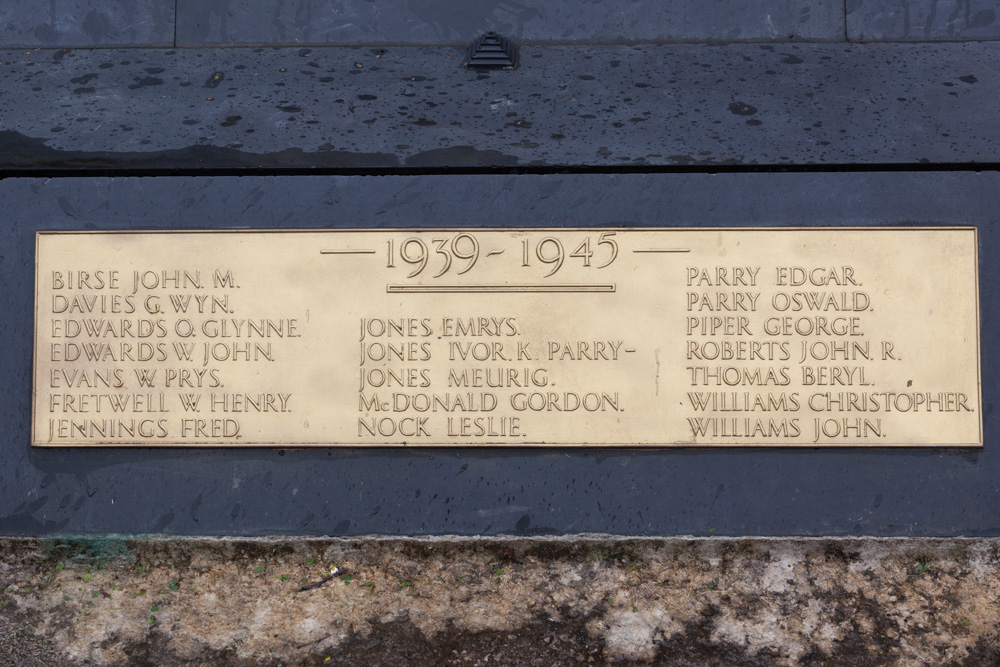 1939-1945
BIRSE JOHN. M.
DAVIES G. WYN.
EDWARDS O. GLYNNE.
EDWARDS W. JOHN.
EVANS W. PRYS.
FRETWELL W. HENRY.
JENNINGS FRED.
JONES EMRYS.
JONES IVOR. K. PARRY-
JONES MEURIG.
McDONALD GORDON.
NOCK LESLIE.
PARRY EDGAR.
PARRY OSWALD.
PIPER GEORGE.
ROBERTS JOHN. R.
THOMAS BERYL.
WILLIAMS CHRISTOPHER.
WILLIAMS JOHN.